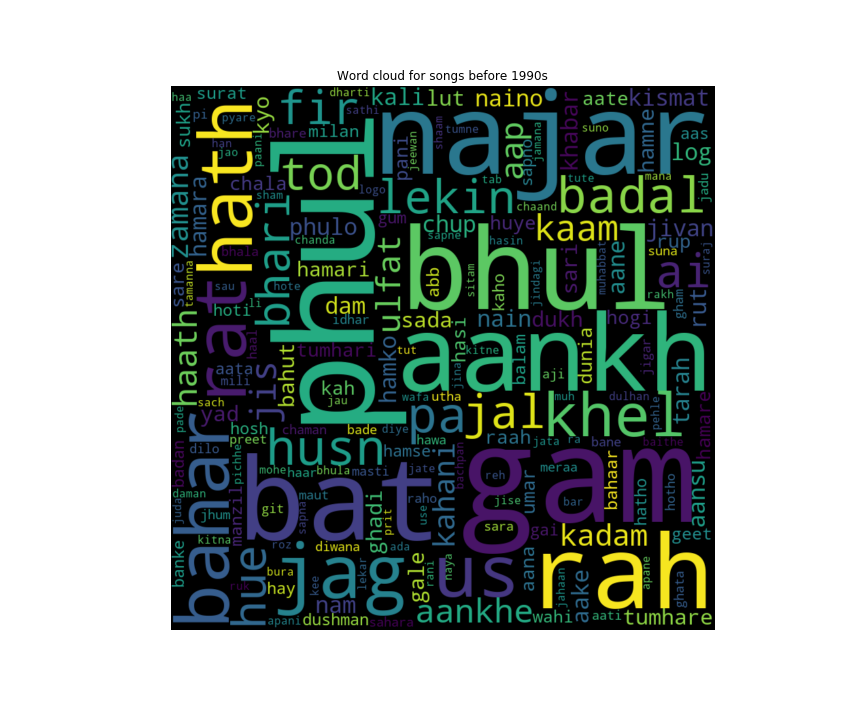 Word cloud for songs before 1990s
haa
surat
dharti
kali
lut
naino
aate
kismat
pi
pyare
kyo
fir
sathi
najar
sukh
hath
bhare
milan
pani
shaam
tumne
aap
sapno
jamana
suno
khabar
hamne
aas
log
han
jao
paani
tod
jeewan
zamana
hamara
chala
sham
logo
lekin
tab
chaand
badal
tute
mana
jadu
phul
phulo
gum
chup
huye
kaam
jivan
bhala
bhari
chanda
ulfat
sapne
hasin
sari
muhabbat
aane
suna
rup
suraj
sare
tamanna
rat
hamari
abb
bhul
sitam
kaho
jindagi
ai
sau
hote
dam
rakh
gham
rut
haath
hoti
li
idhar
sada
nain
dukh
hogi
haal
tumhari
tut
hasi
aankh
kitne
balam
dunia
jigar
aata
mili
jis
bahut
kah
hamko
jina
aji
tarah
sach
jau
wafa
utha
muh
dulhan
pehle
pade
yad
chaman
bade
diye
pa
jal
khel
hosh
preet
husn
hamse
hawa
raah
jata
ra
bane
baithe
hamare
dilo
bahar
badan
pichhe
mohe
haar
bhula
masti
jate
kahani
bachpan
gam
meraa
umar
bahaar
hatho
hotho
aansu
daman
maut
bat
raho
reh
jise
bar
juda
jhum
manzil
git
sapna
ghadi
prit
use
sara
gai
kadam
geet
kitna
roz
diwana
ada
hue
banke
bura
jag
kee
lekar
gale
rani
naya
us
aana
rah
jahaan
aake
apane
ghata
hay
nam
ruk
apani
dushman
sahara
aankhe
wahi
aati
tumhare